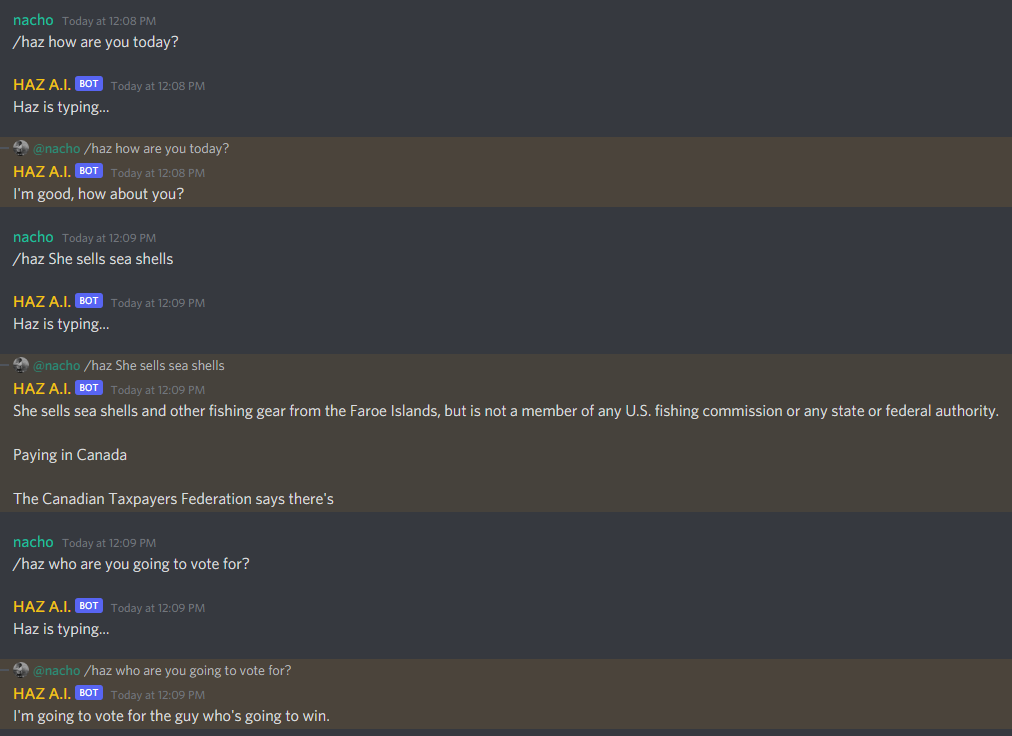 nacho Today at 12:08 PM
/haz how are you today?
HAZ A.I. BOT Today at 12:08 PM
Haz is typing...
@nacho /haz how are you today?
HAZ A.I. BOT Today at 12:08 PM
I'm good, how about you?
nacho Today at 12:09 PM
/haz She sells sea shells
HAZ A.I. BOT Today at 12:09 PM
Haz is typing...
@nacho /haz She sells sea shells
HAZ A.I. BOT Today at 12:09 PM
She sells sea shells and other fishing gear from the Faroe Islands, but is not a member of any U.S. fishing commission or any state or federal authority.
Paying in Canada
The Canadian Taxpayers Federation says there's
nacho Today at 12:09 PM
/haz who are you going to vote for?
HAZ A.I. BOT Today at 12:09 PM
Haz is typing...
@nacho /haz who are you going to vote for?
HAZ A.I. BOT Today at 12:09 PM
I'm going to vote for the guy who's going to win.